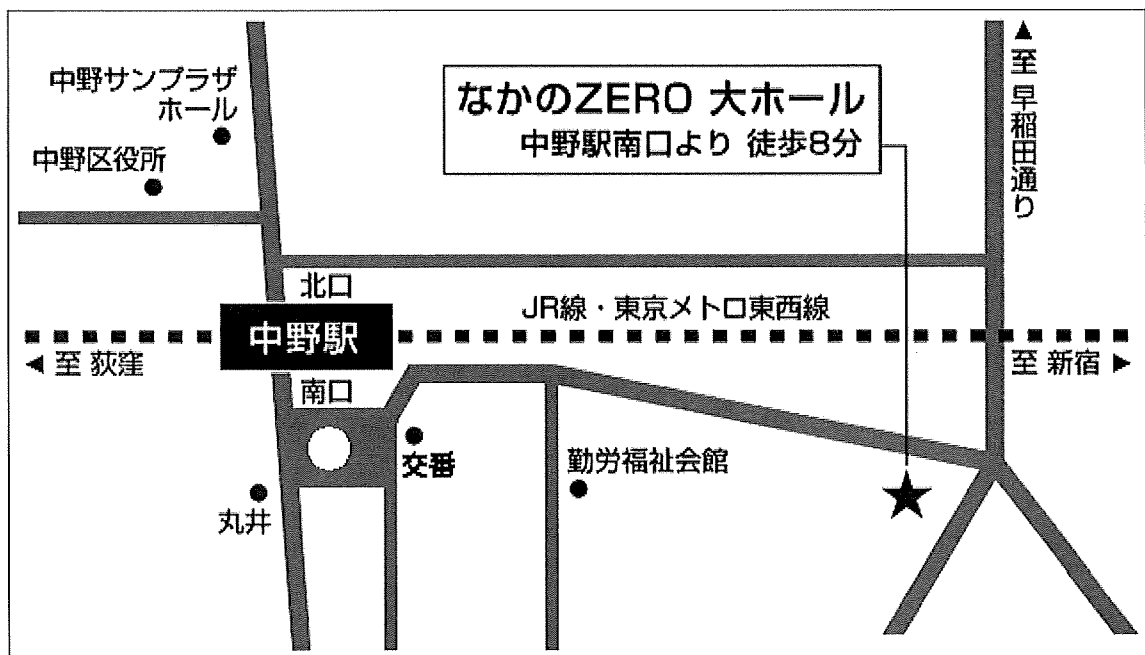 中野サンプラザ
ホール
中野区役所
なかのZERO 大ホール
中野駅南口より 徒歩8分
▲至 早稲田通り
北口
中野駅
JR線・東京メトロ東西線
◀至 荻窪
至 新宿▶
南口
交番
勤労福祉会館
丸井